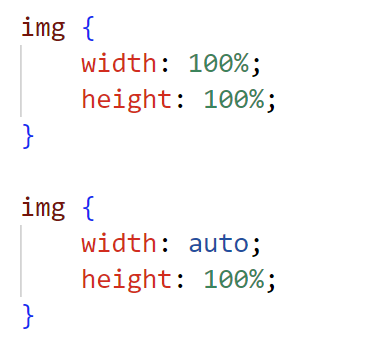 img {
    width: 100%;
    height: 100%;
}

img {
    width: auto;
    height: 100%;
}